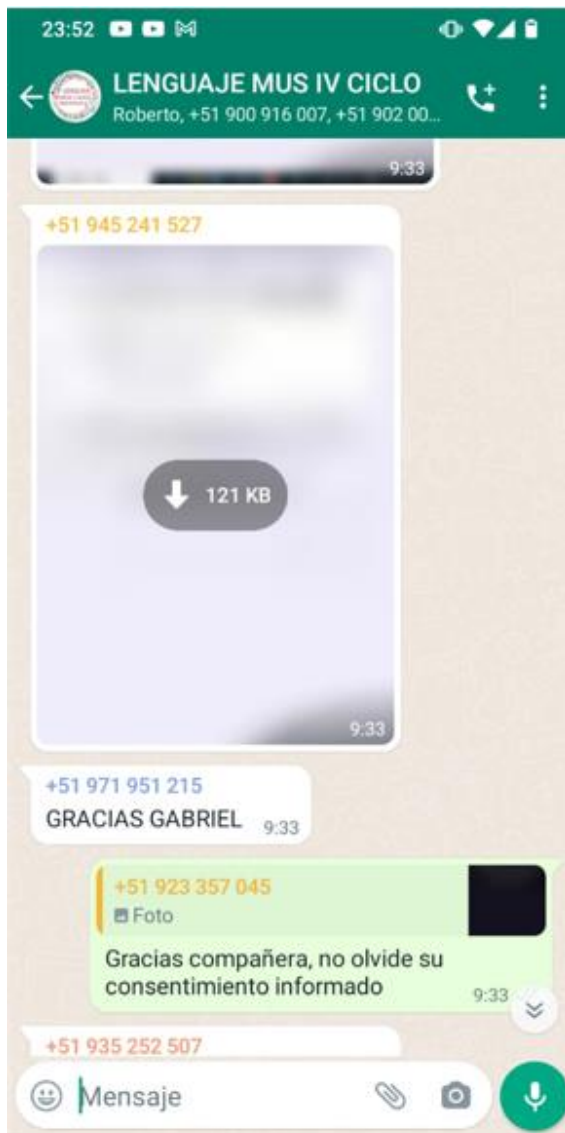 23:52
LENGUAJE MUS IV CICLO
Roberto, +51 900 916 007, +51 902 00...
9:33
+51 945 241 527
121 KB
9:33
+51 971 951 215
GRACIAS GABRIEL 9:33
+51 923 357 045
Foto
Gracias compañera, no olvide su
consentimiento informado 9:33
+51 935 252 507
Mensaje